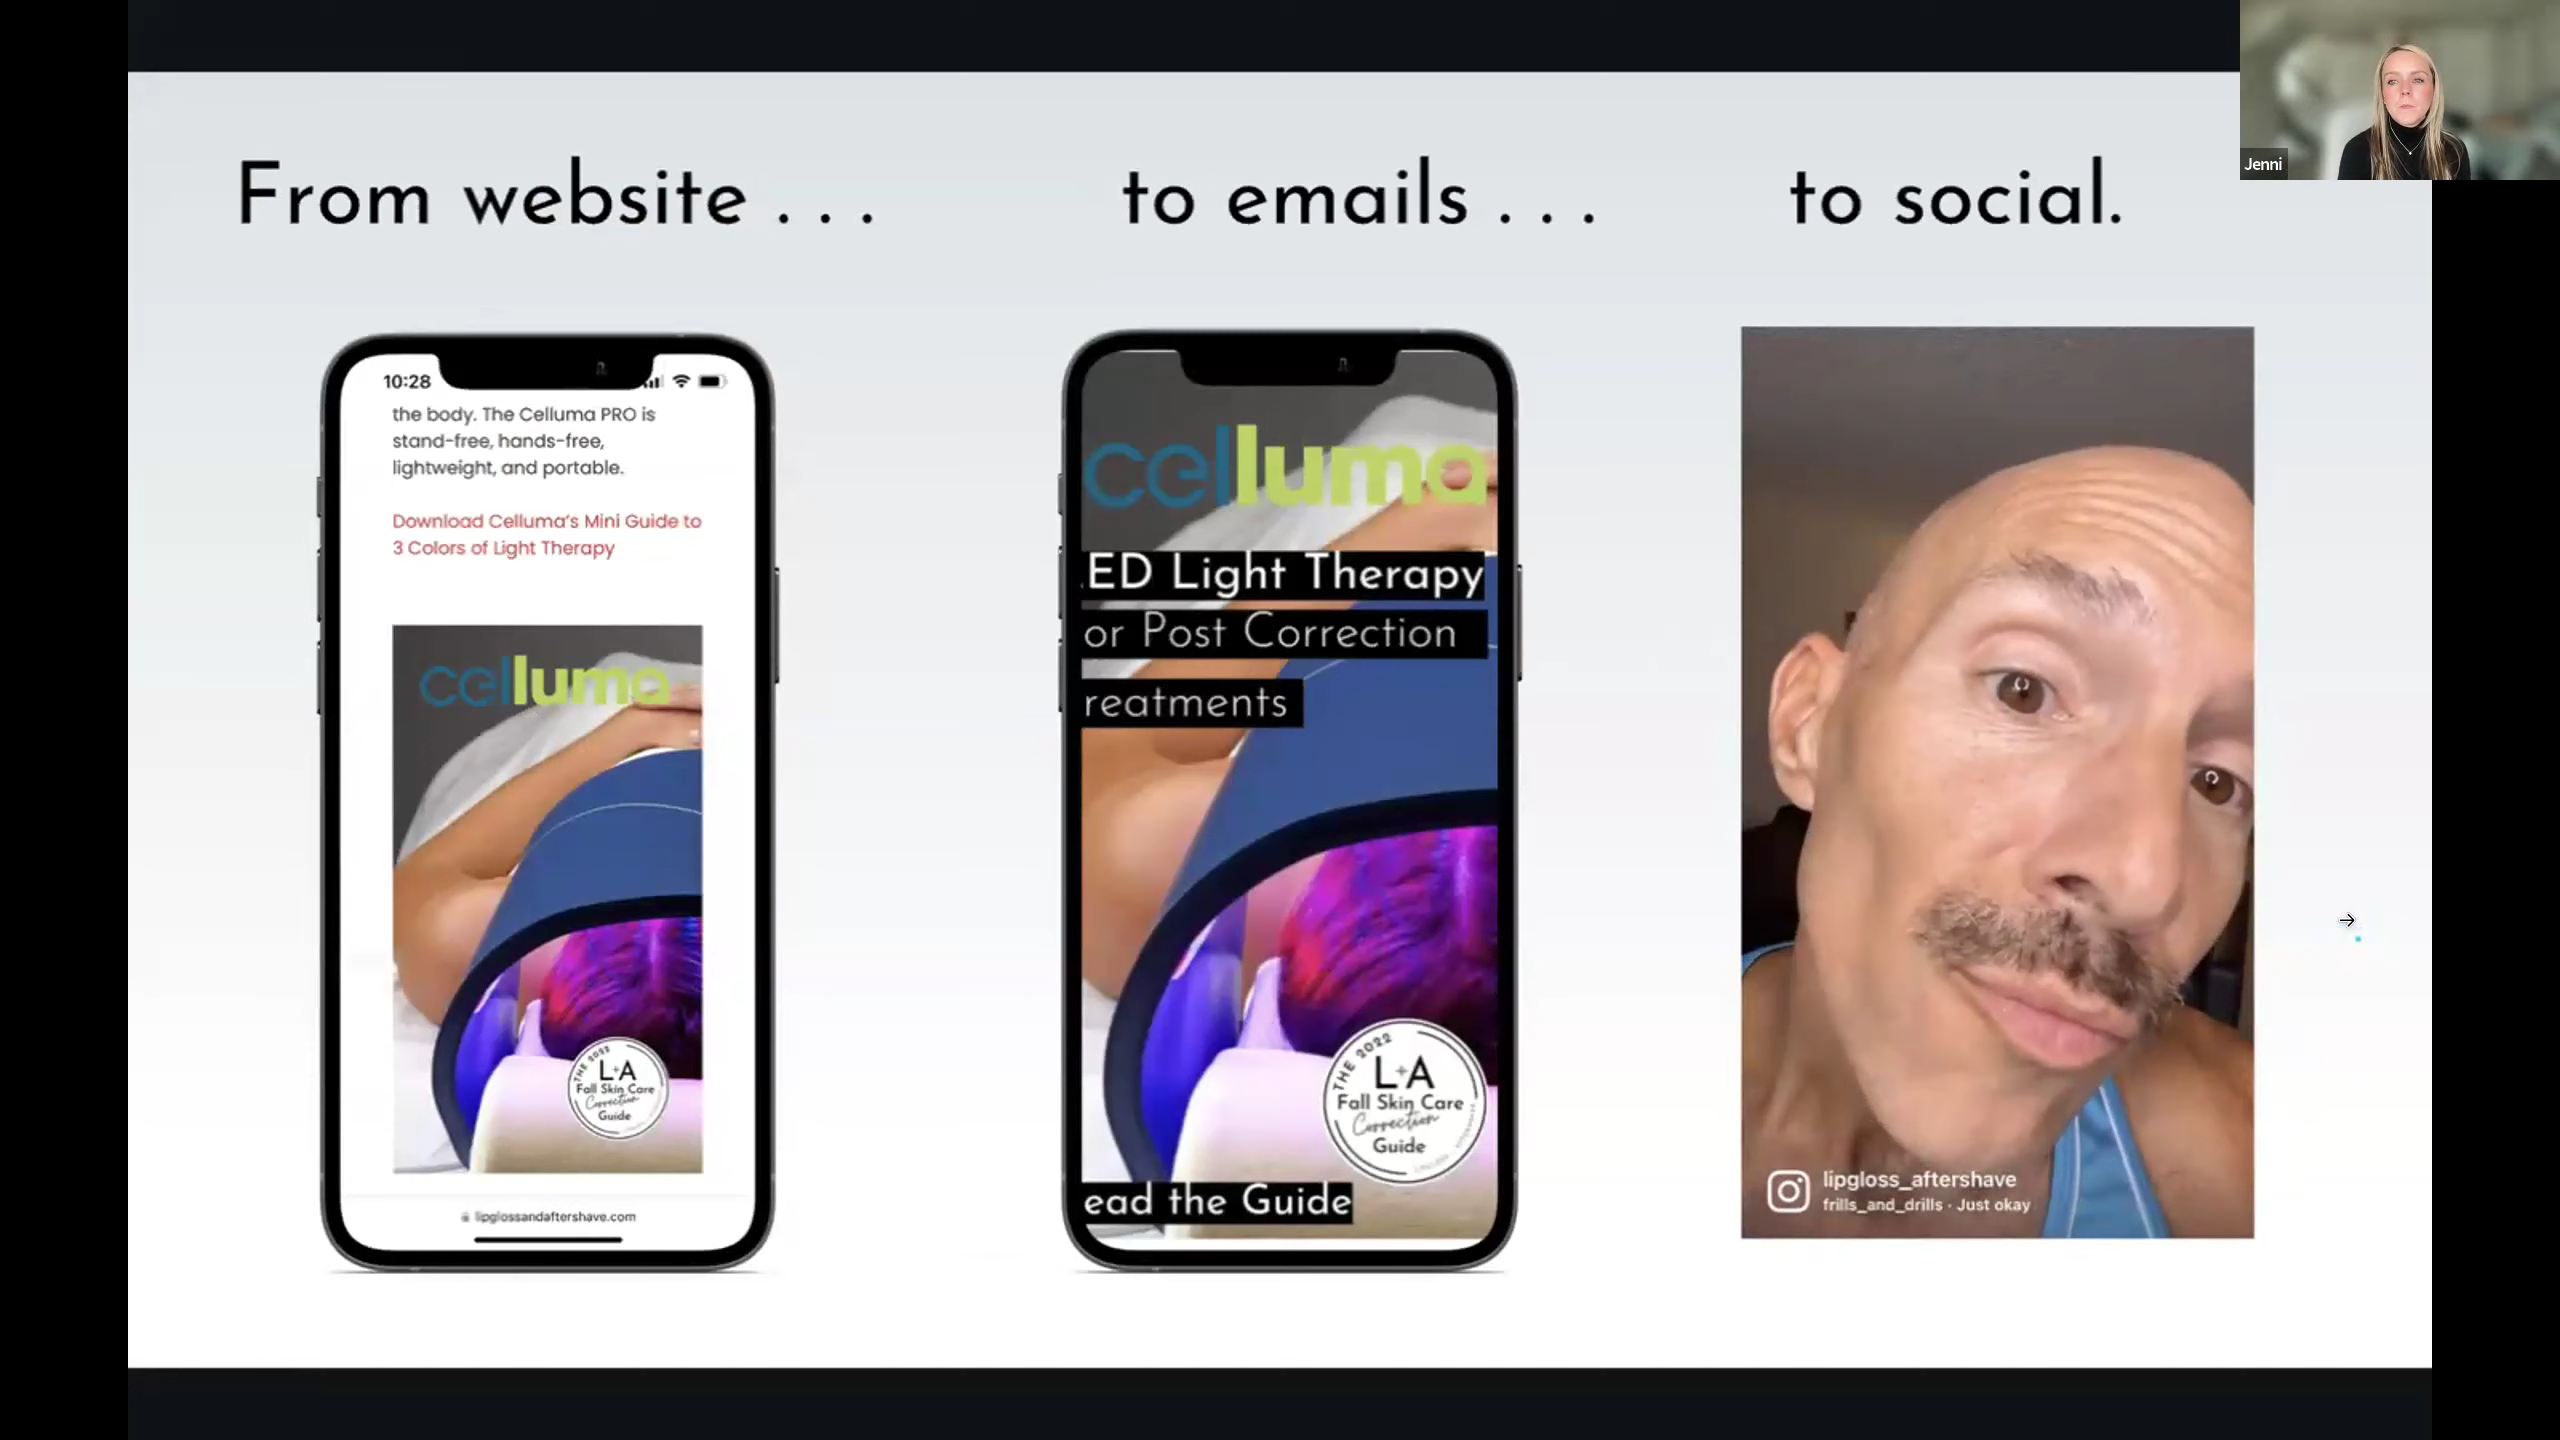 From website . . .
to emails . . .
to social.
Jenni
10:28
the body. The Celluma PRO is
stand-free, hands-free,
lightweight, and portable.
Download Celluma's Mini Guide to
3 Colors of Light Therapy
celluma
THE 2022
L+A
Fall Skin Care
Correction
Guide
lipglossandaftershave.com
celluma
ED Light Therapy
or Post Correction
reatments
THE 2022
L+A
Fall Skin Care
Correction
Guide
ead the Guide
lipgloss_aftershave
frills_and_drills · Just okay